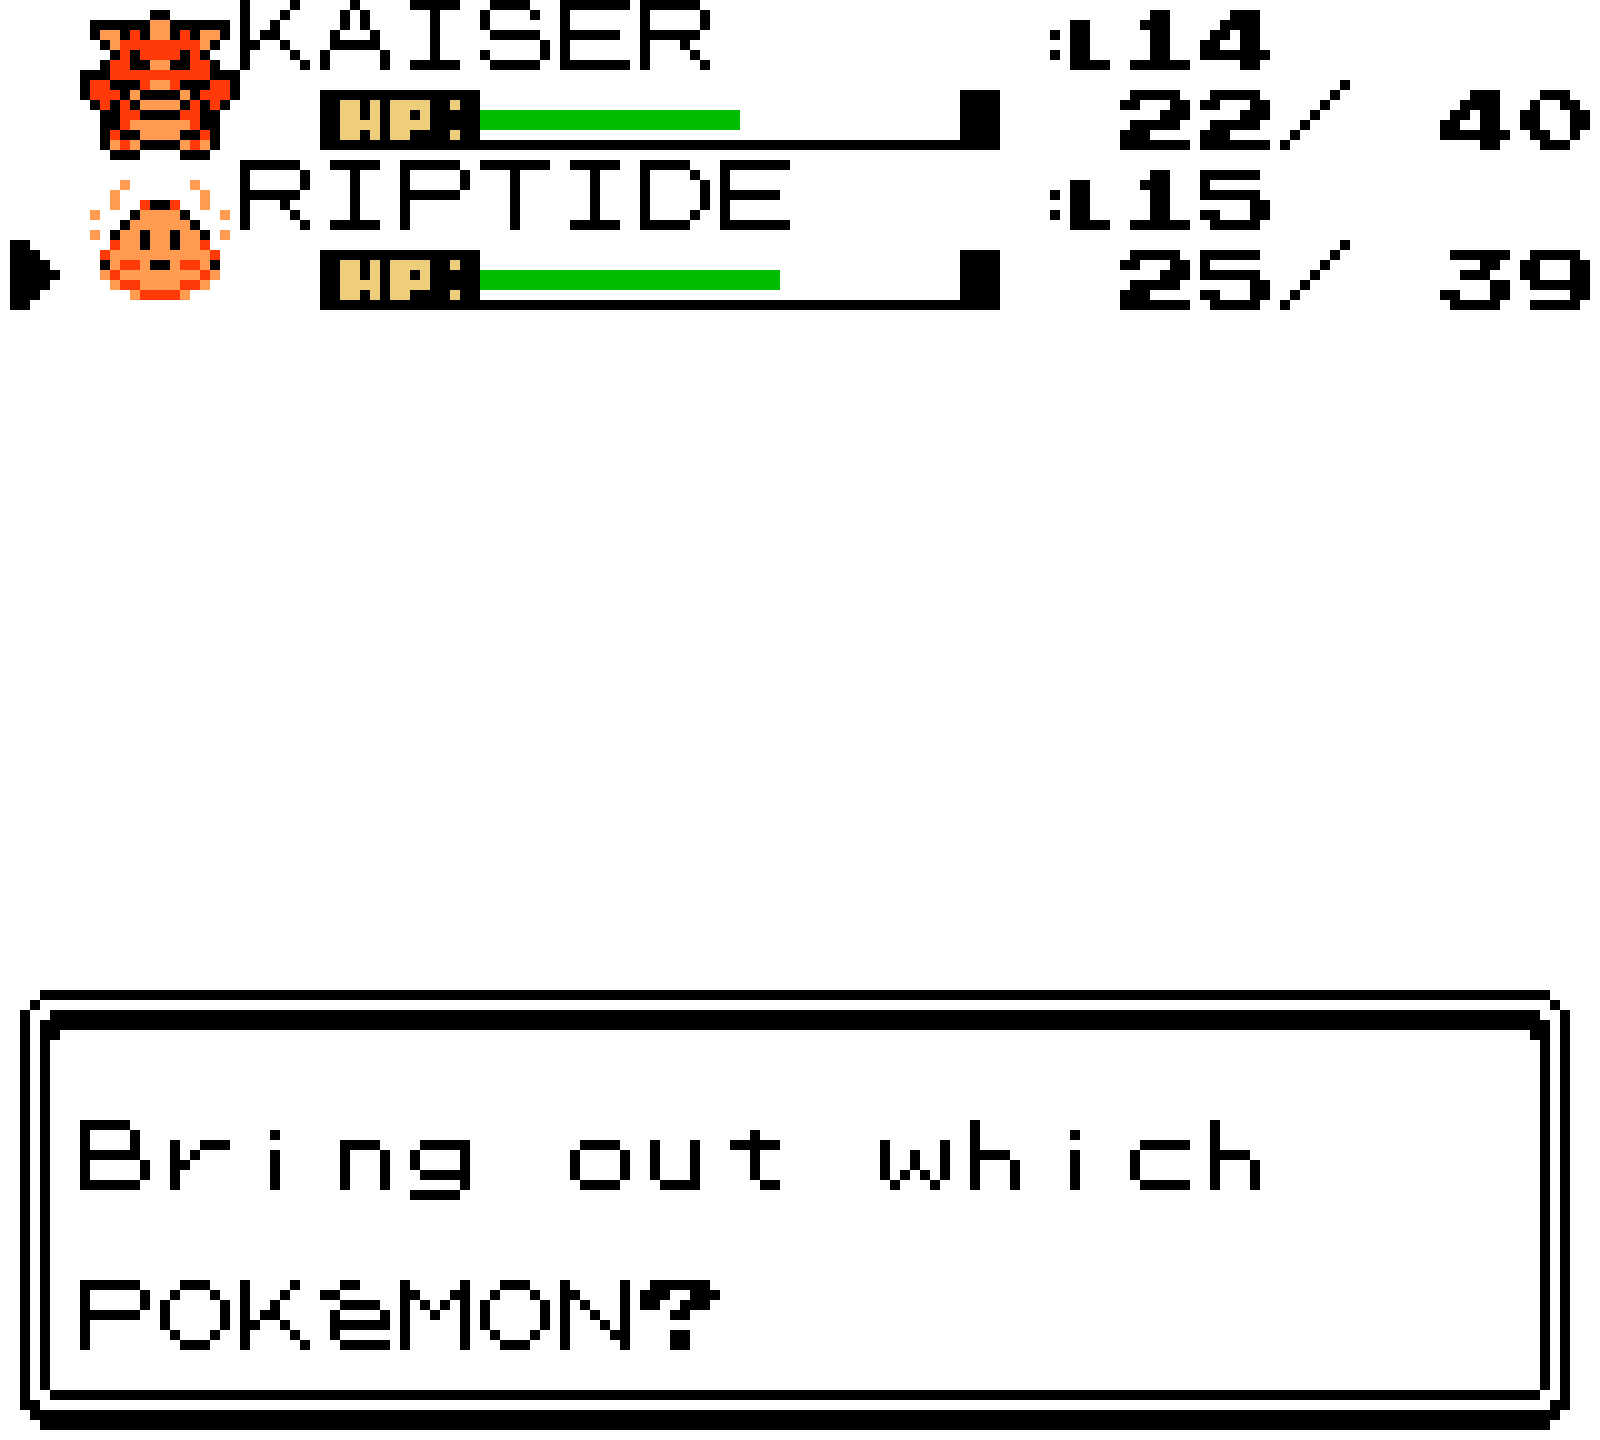 KAISER :L14
HP: 22/ 40
RIPTIDE :L15
HP: 25/ 39
Bring out which
POKéMON?